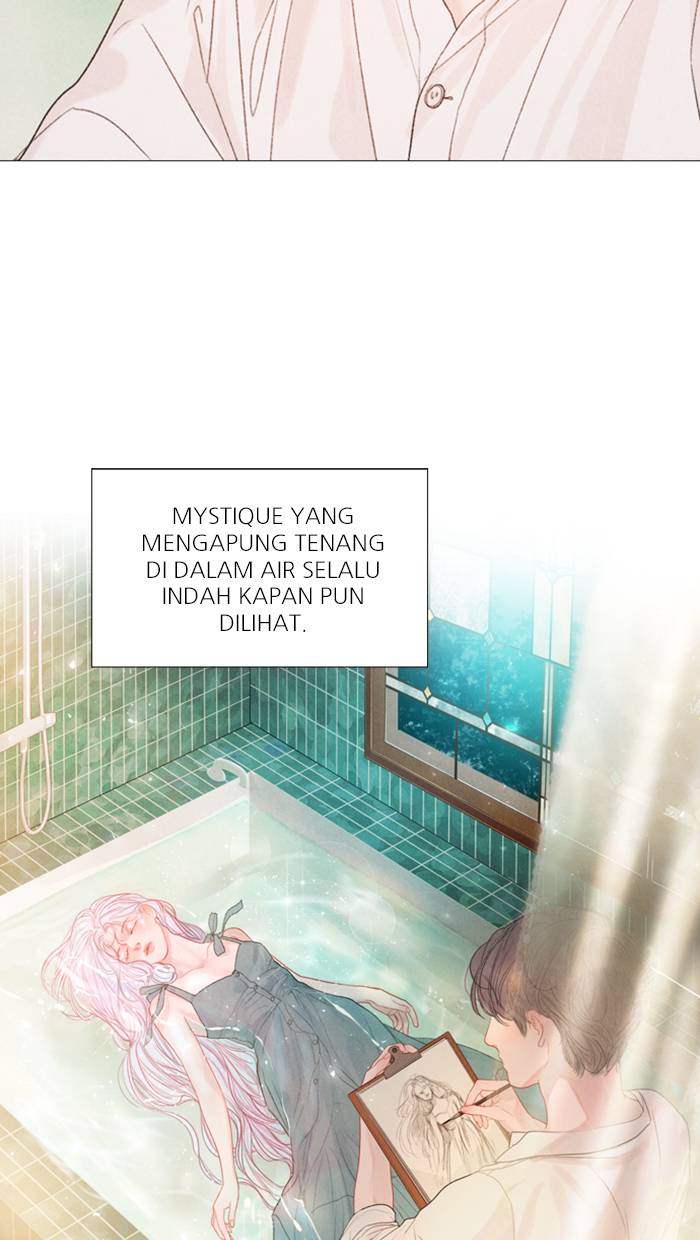 MYSTIQUE YANG
MENGAPUNG TENANG
DI DALAM AIR SELALU
INDAH KAPAN PUN
DILIHAT.